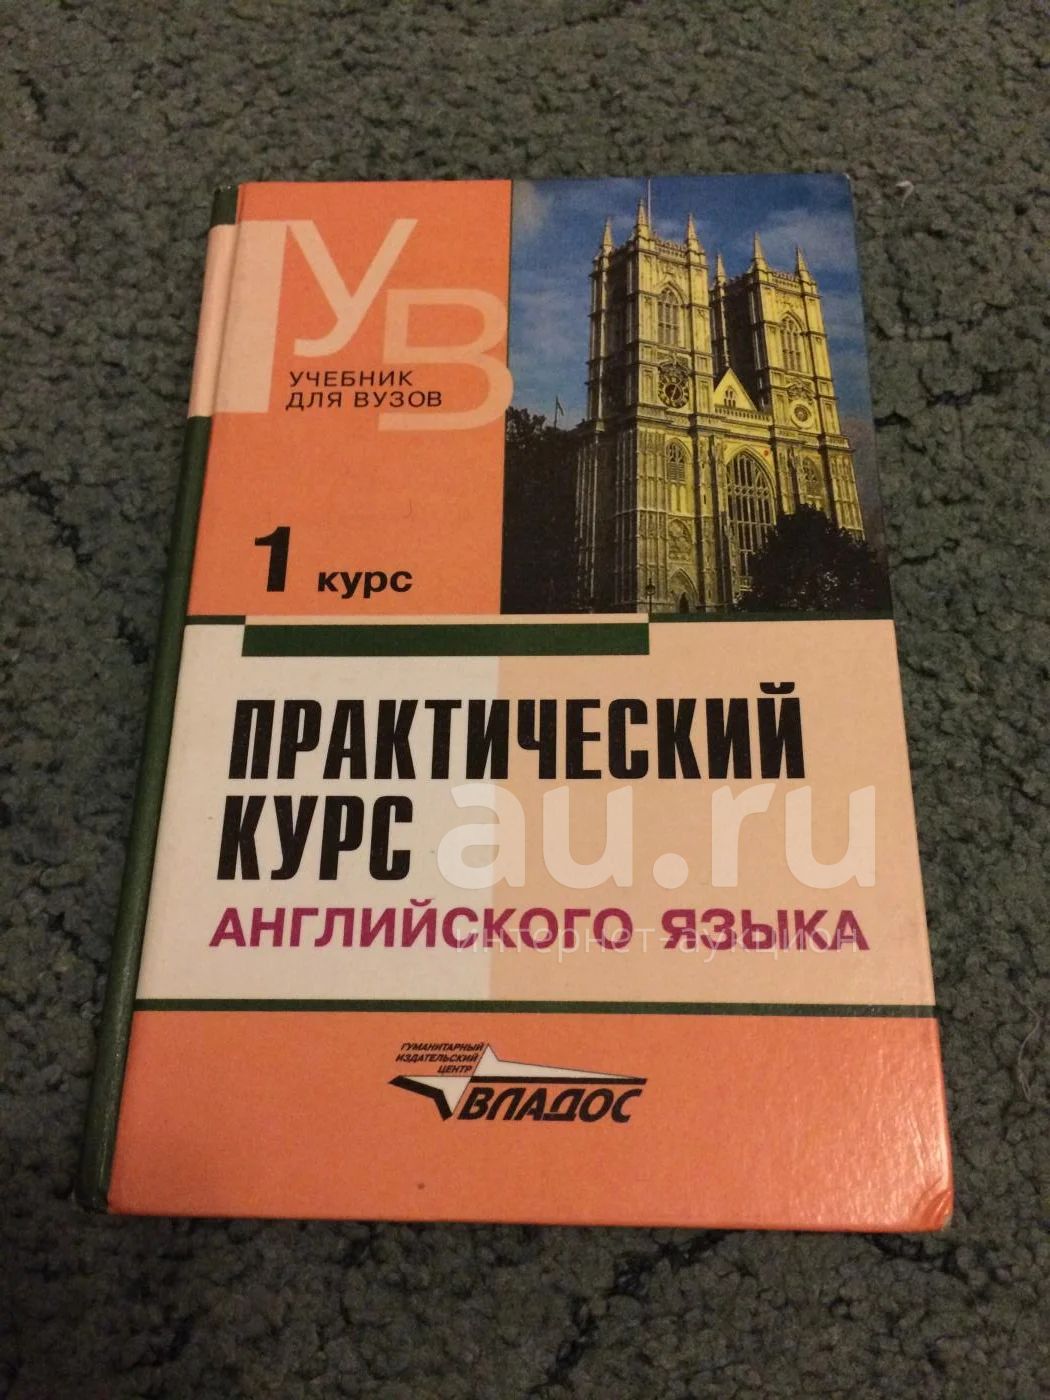 УВ
УЧЕБНИК
ДЛЯ ВУЗОВ
1 курс
ПРАКТИЧЕСКИЙ
КУРС
АНГЛИЙСКОГО ЯЗЫКА
au.ru
интернет-аукцион
ГУМАНИТАРНЫЙ
ИЗДАТЕЛЬСКИЙ
ЦЕНТР
ВЛАДОС